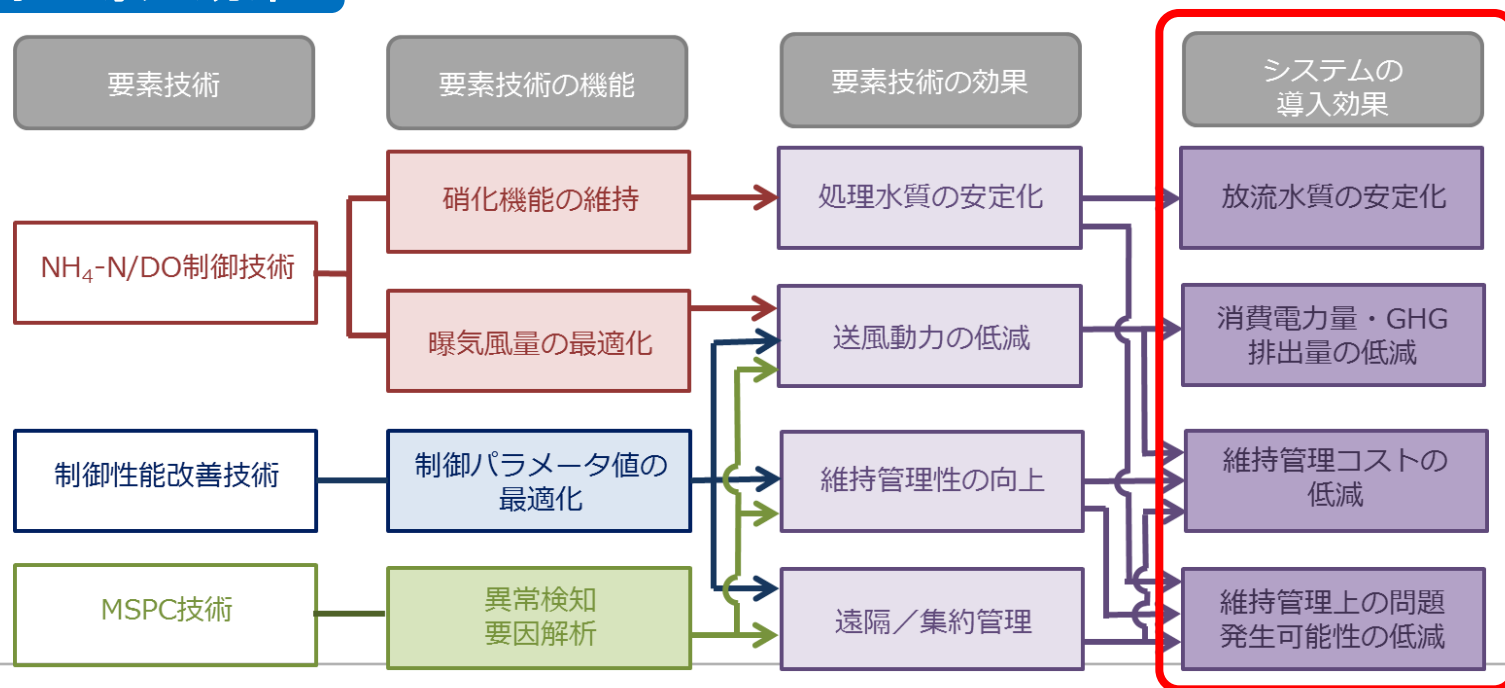 要素技術
要素技術の機能
要素技術の効果
システムの
導入効果
硝化機能の維持
処理水質の安定化
放流水質の安定化
NH₄-N/DO制御技術
曝気風量の最適化
送風動力の低減
消費電力量・GHG
排出量の低減
制御性能改善技術
制御パラメータ値の
最適化
維持管理性の向上
維持管理コストの
低減
MSPC技術
異常検知
要因解析
遠隔／集約管理
維持管理上の問題
発生可能性の低減